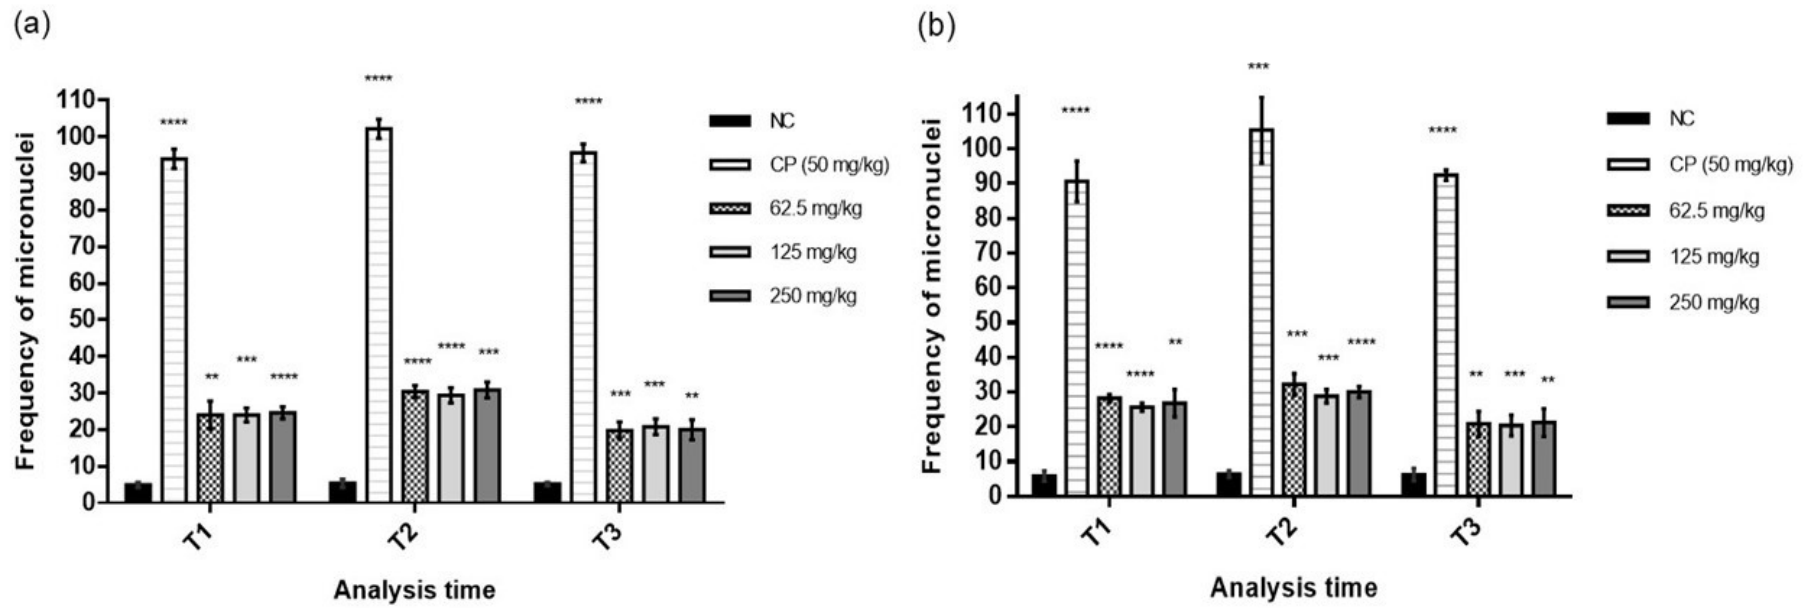 (a)
Frequency of micronuclei
110
100
90
80
70
60
50
40
30
20
10
0
****
**
***
****
****
****
****
***
****
***
***
**
T1
T2
T3
Analysis time
NC
CP (50 mg/kg)
62.5 mg/kg
125 mg/kg
250 mg/kg
(b)
Frequency of micronuclei
110
100
90
80
70
60
50
40
30
20
10
0
****
****
****
**
***
***
***
****
****
**
***
**
T1
T2
T3
Analysis time
NC
CP (50 mg/kg)
62.5 mg/kg
125 mg/kg
250 mg/kg